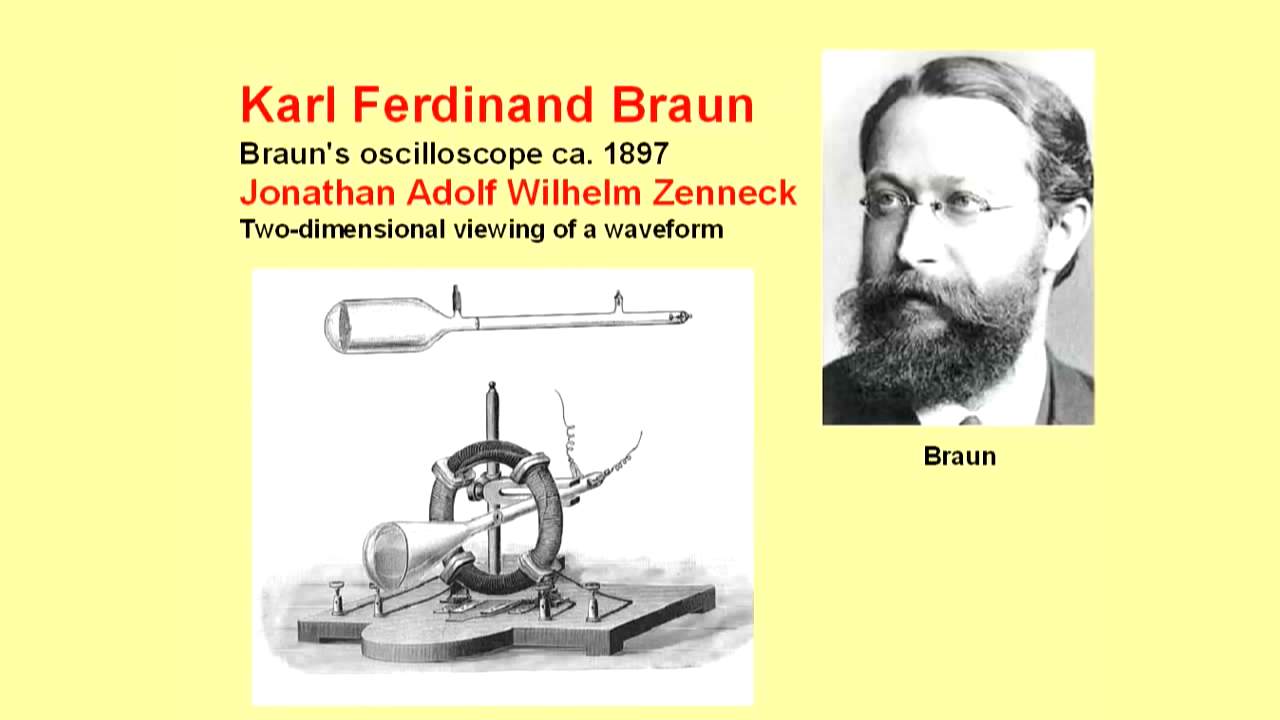 Karl Ferdinand Braun
Braun's oscilloscope ca. 1897
Jonathan Adolf Wilhelm Zenneck
Two-dimensional viewing of a waveform
Braun